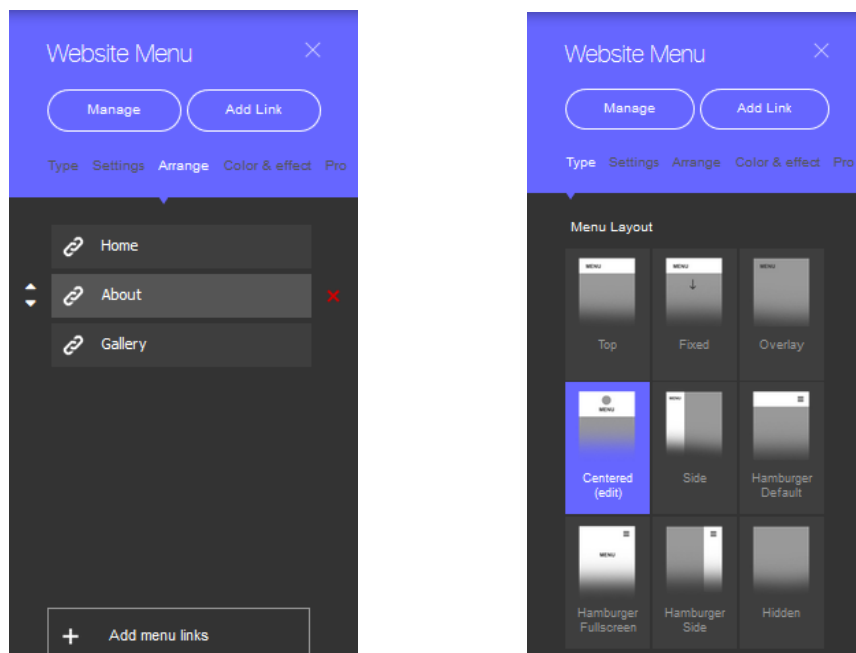 Website Menu
Manage Add Link
Type Settings Arrange Color & effect Pro
Home
About
Gallery
Add menu links
Website Menu
Manage Add Link
Type Settings Arrange Color & effect Pro
Menu Layout
MENU MENU MENU
Top Fixed Overlay
MENU MENU
Centered Side Hamburger
(edit) Default
MENU
Hamburger Hamburger Hidden
Fullscreen Side